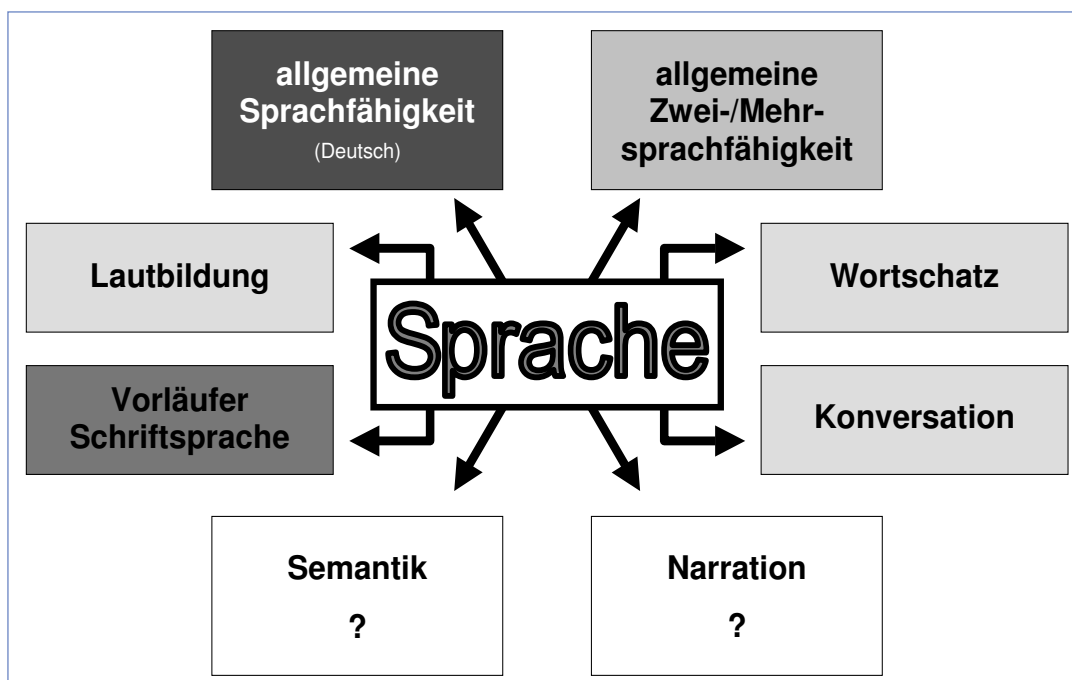 allgemeine
Sprachfähigkeit
(Deutsch)
allgemeine
Zwei-/Mehr-
sprachfähigkeit
Lautbildung
Wortschatz
Sprache
Vorläufer
Schriftsprache
Konversation
Semantik
?
Narration
?